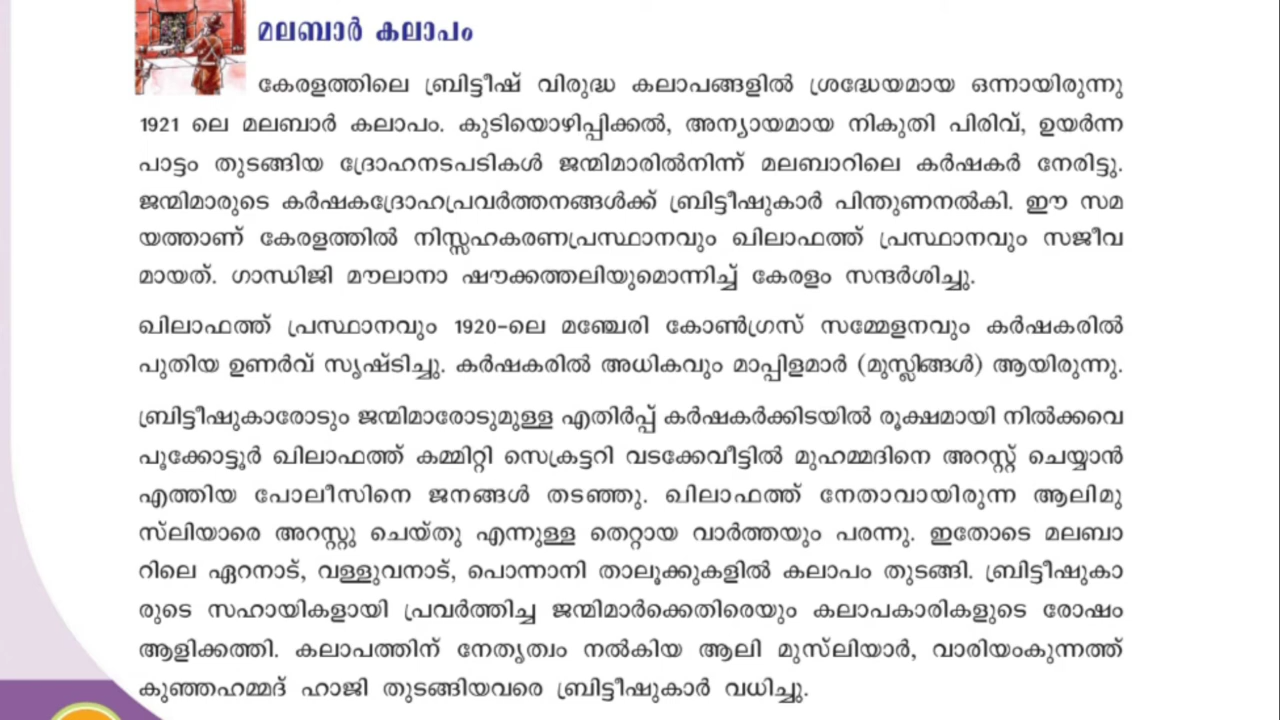 മലബാർ കലാപം
കേരളത്തിലെ ബ്രിട്ടീഷ് വിരുദ്ധ കലാപങ്ങളിൽ ശ്രദ്ധേയമായ ഒന്നായിരുന്നു
1921 ലെ മലബാർ കലാപം. കുടിയൊഴിപ്പിക്കൽ, അന്യായമായ നികുതി പിരിവ്, ഉയർന്ന
പാട്ടം തുടങ്ങിയ ദ്രോഹനടപടികൾ ജന്മിമാരിൽനിന്ന് മലബാറിലെ കർഷകർ നേരിട്ടു.
ജന്മിമാരുടെ കർഷകദ്രോഹപ്രവർത്തനങ്ങൾക്ക് ബ്രിട്ടീഷുകാർ പിന്തുണനൽകി. ഈ സമ
യത്താണ് കേരളത്തിൽ നിസ്സഹകരണപ്രസ്ഥാനവും ഖിലാഫത്ത് പ്രസ്ഥാനവും സജീവ
മായത്. ഗാന്ധിജി മൗലാനാ ഷൗക്കത്തലിയുമൊന്നിച്ച് കേരളം സന്ദർശിച്ചു.
ഖിലാഫത്ത് പ്രസ്ഥാനവും 1920-ലെ മഞ്ചേരി കോൺഗ്രസ് സമ്മേളനവും കർഷകരിൽ
പുതിയ ഉണർവ് സൃഷ്ടിച്ചു. കർഷകരിൽ അധികവും മാപ്പിളമാർ (മുസ്ലിങ്ങൾ) ആയിരുന്നു.
ബ്രിട്ടീഷുകാരോടും ജന്മിമാരോടുമുള്ള എതിർപ്പ് കർഷകർക്കിടയിൽ രൂക്ഷമായി നിൽക്കവെ
പൂക്കോട്ടൂർ ഖിലാഫത്ത് കമ്മിറ്റി സെക്രട്ടറി വടക്കേവീട്ടിൽ മുഹമ്മദിനെ അറസ്റ്റ് ചെയ്യാൻ
എത്തിയ പോലീസിനെ ജനങ്ങൾ തടഞ്ഞു. ഖിലാഫത്ത് നേതാവായിരുന്ന ആലിമു
സ്‌ലിയാരെ അറസ്റ്റു ചെയ്തു എന്നുള്ള തെറ്റായ വാർത്തയും പരന്നു. ഇതോടെ മലബാ
റിലെ ഏറനാട്, വള്ളുവനാട്, പൊന്നാനി താലൂക്കുകളിൽ കലാപം തുടങ്ങി. ബ്രിട്ടീഷുകാ
രുടെ സഹായികളായി പ്രവർത്തിച്ച ജന്മിമാർക്കെതിരെയും കലാപകാരികളുടെ രോഷം
ആളിക്കത്തി. കലാപത്തിന് നേതൃത്വം നൽകിയ ആലി മുസ്‌ലിയാർ, വാരിയംകുന്നത്ത്
കുഞ്ഞഹമ്മദ് ഹാജി തുടങ്ങിയവരെ ബ്രിട്ടീഷുകാർ വധിച്ചു.